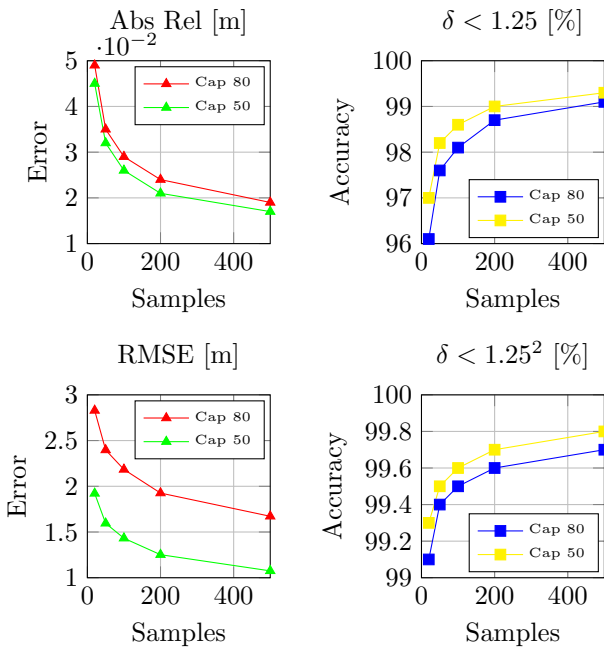 Abs Rel [m]
·10⁻²
5
4
3
2
1
Error
0 200 400
Samples
Cap 80
Cap 50
δ < 1.25 [%]
100
99
98
97
96
Accuracy
0 200 400
Samples
Cap 80
Cap 50
RMSE [m]
3
2.5
2
1.5
1
Error
0 200 400
Samples
Cap 80
Cap 50
δ < 1.25² [%]
100
99.8
99.6
99.4
99.2
99
Accuracy
0 200 400
Samples
Cap 80
Cap 50